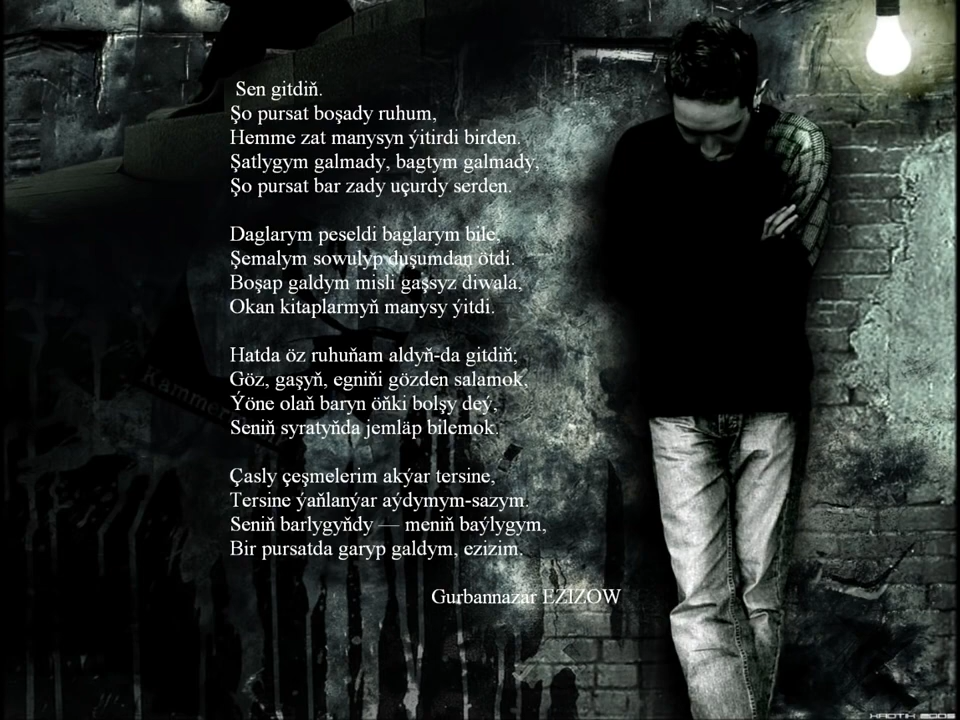 Sen gitdiň.
Şo pursat boşady ruhum,
Hemme zat manysyn ýitirdi birden.
Şatlygym galmady, bagtym galmady,
Şo pursat bar zady uçurdy serden.

Daglarym peseldi baglarym bile,
Şemalym sowulyp duşumdan ötdi.
Boşap galdym misli gaşsyz diwala,
Okan kitaplarmyň manysy ýitdi.

Hatda öz ruhuňam aldyň-da gitdiň;
Göz, gaşyň, egniňi gözden salamok,
Ýöne olaň baryn öňki bolşy deý,
Seniň syratyňda jemläp bilemok.

Çasly çeşmelerim akýar tersine,
Tersine ýaňlanýar aýdymym-sazym.
Seniň barlygyňdy — meniň baýlygym,
Bir pursatda garyp galdym, ezizim.

Gurbannazar EZIZOW
Kammer